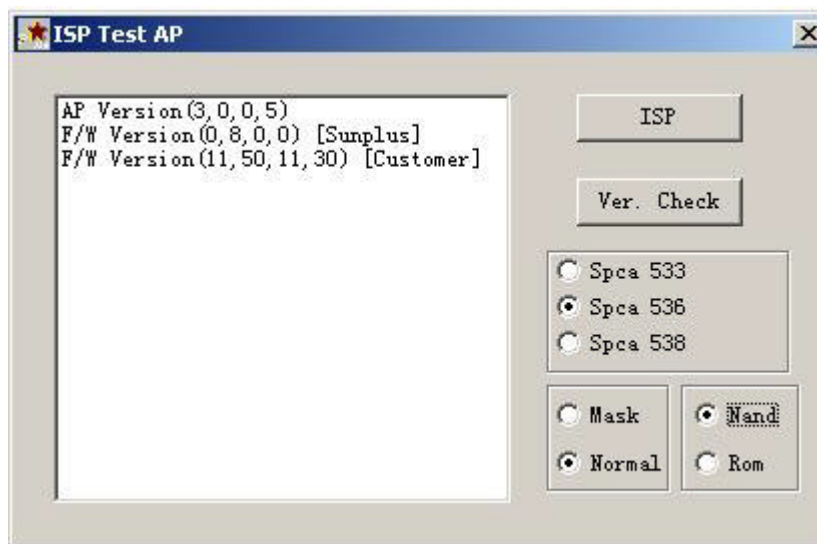 ISP Test AP
AP Version(3,0,0,5)
F/W Version(0,8,0,0) [Sunplus]
F/W Version(11,50,11,30) [Customer]
ISP
Ver. Check
Spca 533
Spca 536
Spca 538
Mask
Normal
Nand
Rom